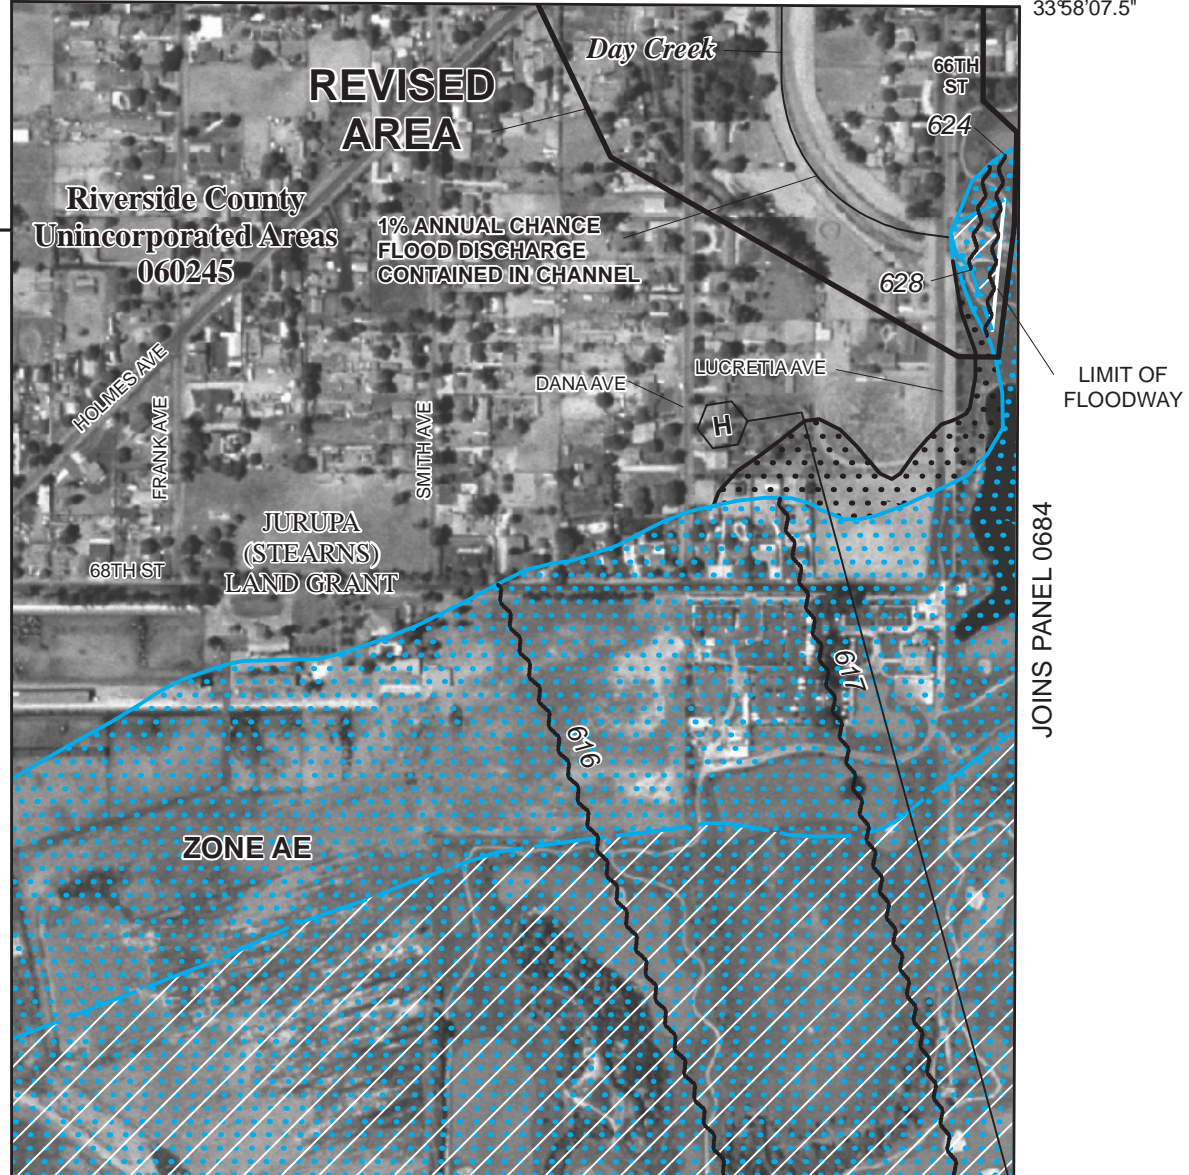 33°58'07.5"
Day Creek
REVISED
AREA
66TH
ST
624
Riverside County
Unincorporated Areas
060245
1% ANNUAL CHANCE
FLOOD DISCHARGE
CONTAINED IN CHANNEL
628
HOLMES AVE
FRANK AVE
SMITH AVE
DANA AVE
LUCRETIA AVE
LIMIT OF
FLOODWAY
H
JURUPA
(STEARNS)
LAND GRANT
68TH ST
JOINS PANEL 0684
616
617
ZONE AE